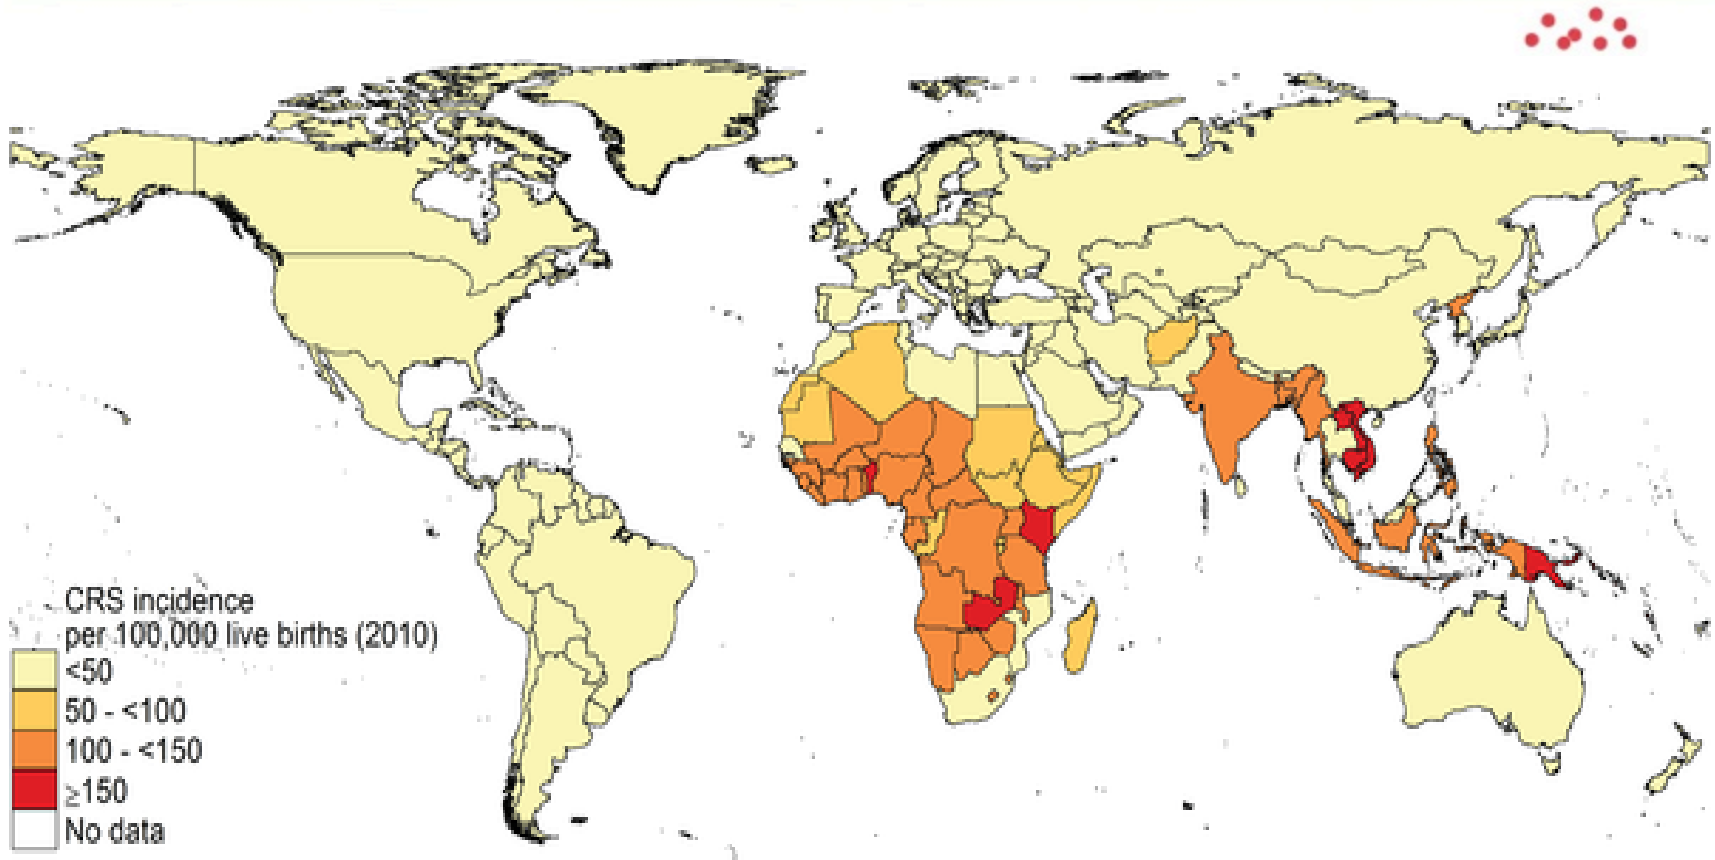 CRS incidence
per 100,000 live births (2010)
<50
50 - <100
100 - <150
≥150
No data